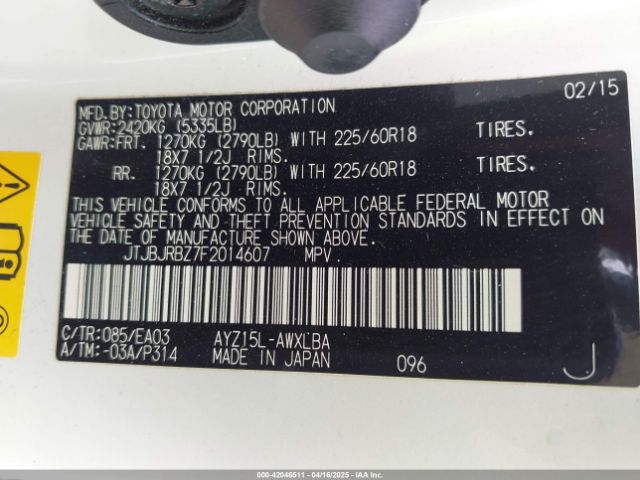 02/15
MFD.BY:TOYOTA MOTOR CORPORATION
GVWR:2420KG (5335LB)
GAWR:FRT. 1270KG (2790LB) WITH 225/60R18 TIRES.
18X7 1/2J RIMS.
RR. 1270KG (2790LB) WITH 225/60R18 TIRES.
18X7 1/2J RIMS.
THIS VEHICLE CONFORMS TO ALL APPLICABLE FEDERAL MOTOR
VEHICLE SAFETY AND THEFT PREVENTION STANDARDS IN EFFECT ON
THE DATE OF MANUFACTURE SHOWN ABOVE.
JTJBJRBZ7F2014607 MPV
C/TR:085/EA03 AYZ15L-AWXLBA
A/TM:-03A/P314 MADE IN JAPAN 096 J
000-42046511 - 04/16/2025 - IAA Inc.